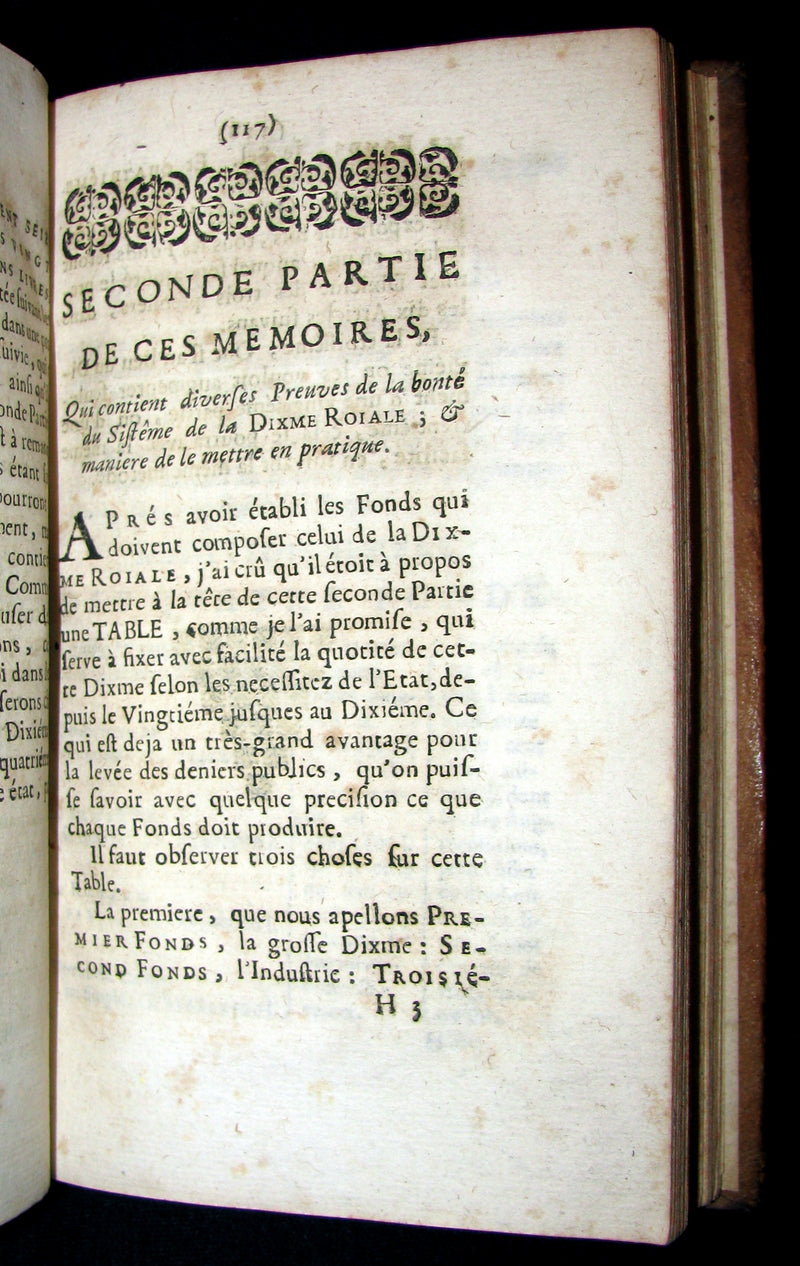 (117)
SECONDE PARTIE
DE CES MEMOIRES,
Qui contient diverſes Preuves de la bonté
du Siſtême de la DIXME ROIALE ; &
maniere de le mettre en pratique.
APRés avoir établi les Fonds qui
doivent compoſer celui de la DIX-
ME ROIALE, j'ai crû qu'il étoit à propos
de mettre à la tête de cette ſeconde Partie
une TABLE , comme je l'ai promiſe , qui
ſerve à fixer avec facilité la quotité de cet-
te Dixme ſelon les neceſſitez de l'Etat, de-
puis le Vingtiéme juſques au Dixiéme. Ce
qui eſt deja un très-grand avantage pour
la levée des deniers publics , qu'on puiſ-
ſe ſavoir avec quelque preciſion ce que
chaque Fonds doit produire.
Il faut obſerver trois choſes ſur cette
Table.
La premiere , que nous apellons PRE-
MIER FONDS , la groſſe Dixme : SE-
COND FONDS , l'Induſtrie : TROISIé-
H 3